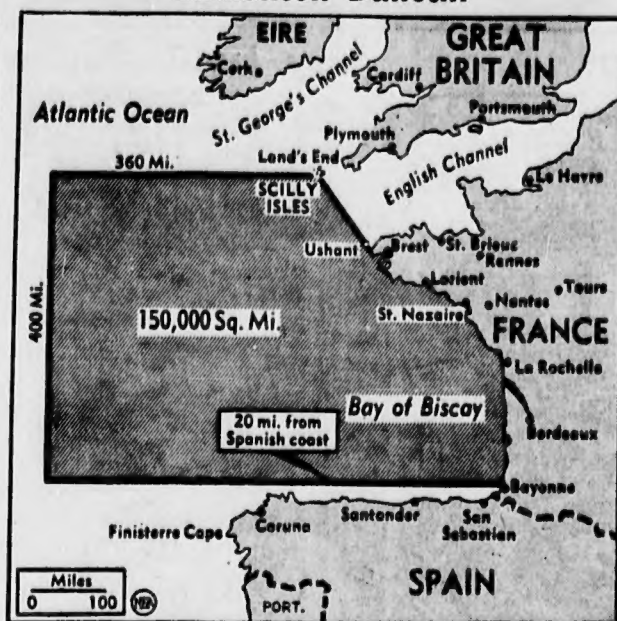 EIRE
Cork
GREAT
BRITAIN
Cardiff
St. George's Channel
Atlantic Ocean
Portsmouth
Plymouth
360 Mi.
Land's End
English Channel
Le Havre
SCILLY
ISLES
Ushant
Brest
St. Brieuc
Rennes
Lorient
Tours
400 Mi.
150,000 Sq. Mi.
Nantes
St. Nazaire
FRANCE
La Rochelle
Bay of Biscay
20 mi. from
Spanish coast
Bordeaux
Bayonne
Finisterre Cape
Caruna
Santander
San
Sebastian
Miles
0 100
NEA
PORT.
SPAIN